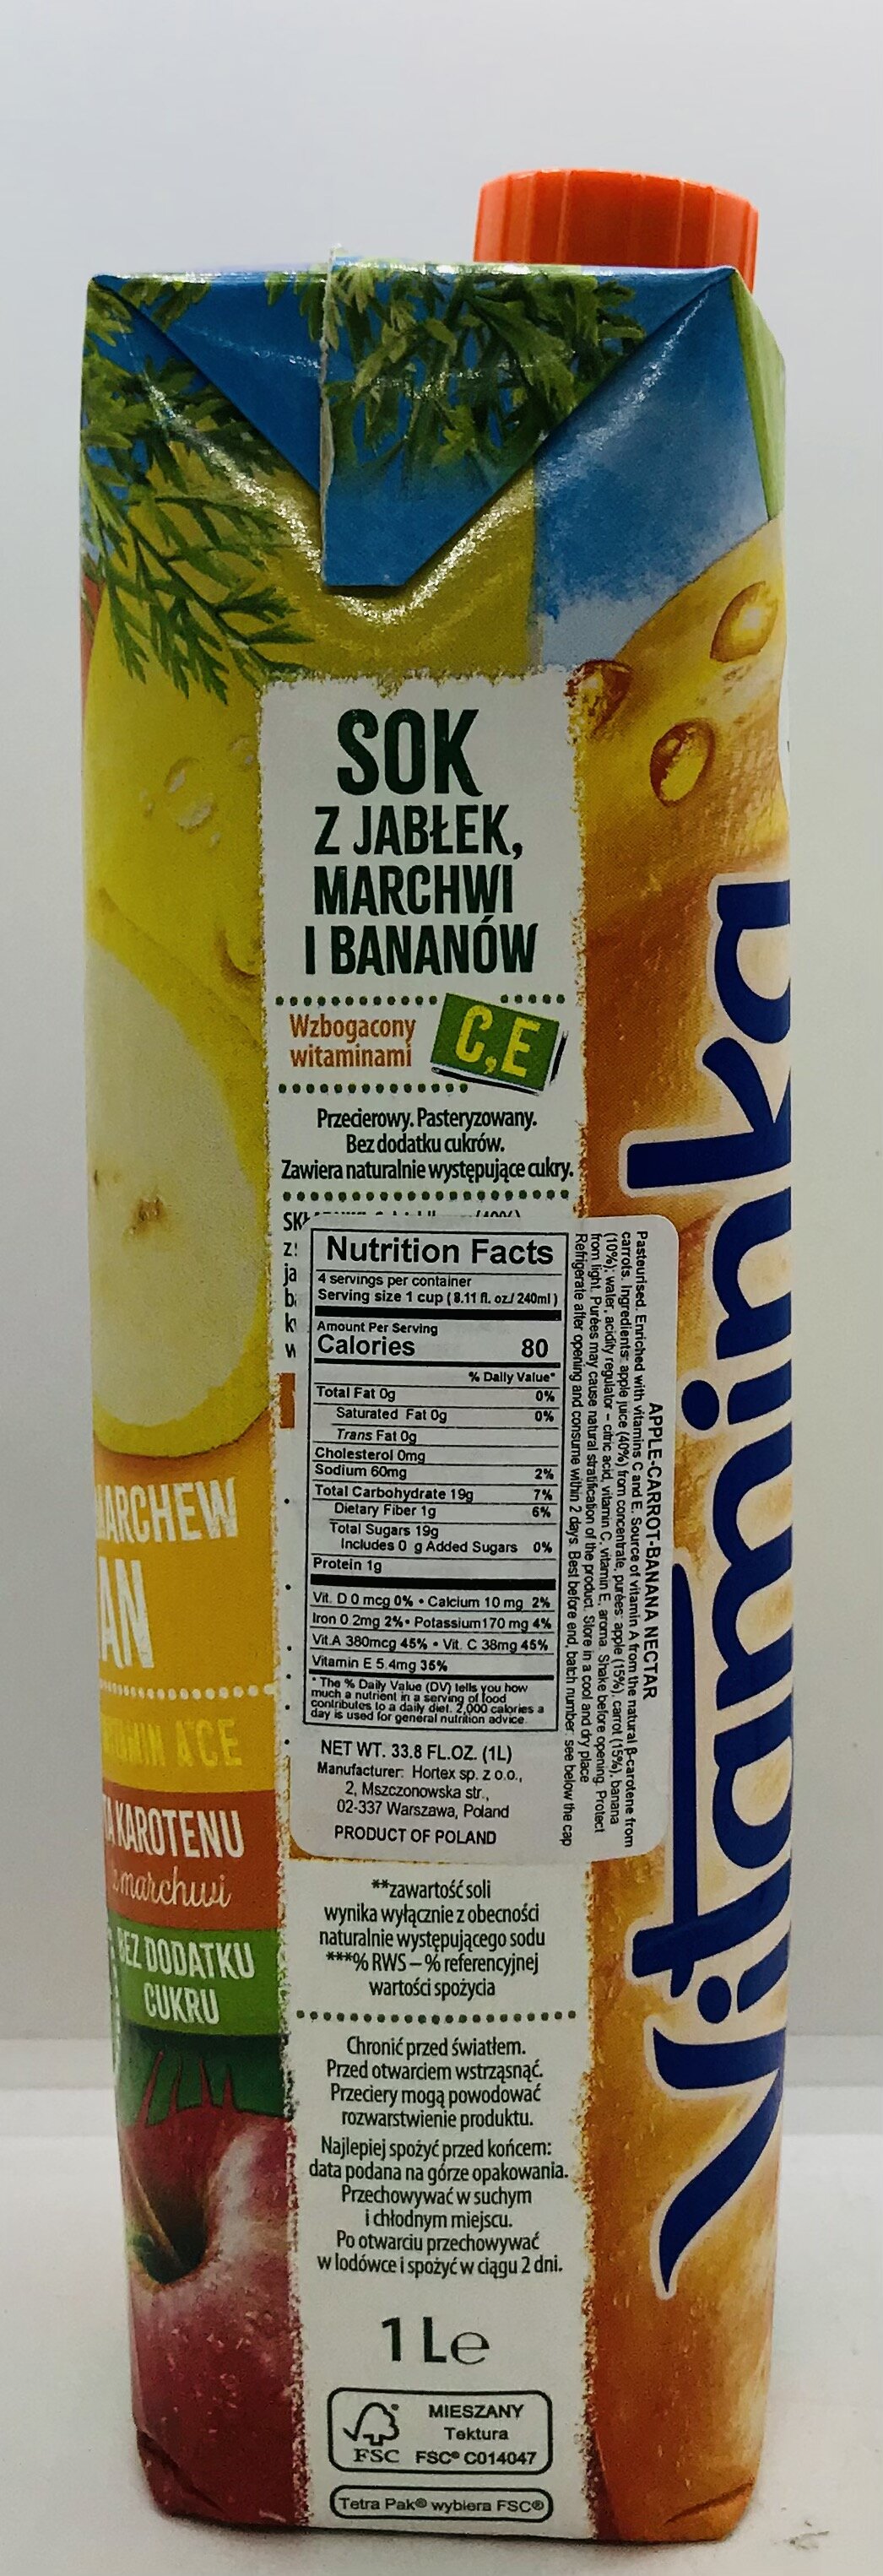 SOK
Z JABŁEK,
MARCHWI
I BANANÓW
Wzbogacony
witaminami
C,E
Przecierowy. Pasteryzowany.
Bez dodatku cukrów.
Zawiera naturalnie występujące cukry.
Nutrition Facts
4 servings per container
Serving size 1 cup (8.11 fl. oz./ 240ml)
Amount Per Serving
Calories 80
% Daily Value*
Total Fat 0g 0%
Saturated Fat 0g 0%
Trans Fat 0g
Cholesterol 0mg
Sodium 60mg 2%
Total Carbohydrate 19g 7%
Dietary Fiber 1g 6%
Total Sugars 19g
Includes 0 g Added Sugars 0%
Protein 1g
Vit. D 0 mcg 0% • Calcium 10 mg 2%
Iron 0.2mg 2% • Potassium 170 mg 4%
Vit.A 380mcg 45% • Vit. C 38mg 45%
Vitamin E 5.4mg 35%
* The % Daily Value (DV) tells you how
much a nutrient in a serving of food
contributes to a daily diet. 2,000 calories a
day is used for general nutrition advice.
NET WT. 33.8 FL.OZ. (1L)
Manufacturer: Hortex sp. z o.o.,
2, Mszczonowska str.,
02-337 Warszawa, Poland
PRODUCT OF POLAND
APPLE-CARROT-BANANA NECTAR
Pasteurised. Enriched with vitamins C and E. Source of vitamin A from the natural β-carotene from
carrots. Ingredients: apple juice (40%) from concentrate, purées: apple (15%), carrot (15%), banana
(10%); water, acidity regulator – citric acid, vitamin C, vitamin E, aroma. Shake before opening. Protect
from light. Purées may cause natural stratification of the product. Store in a cool and dry place
Refrigerate after opening and consume within 2 days. Best before end, batch number: see below the cap
**zawartość soli
wynika wyłącznie z obecności
naturalnie występującego sodu
***% RWS – % referencyjnej
wartości spożycia
Chronić przed światłem.
Przed otwarciem wstrząsnąć.
Przeciery mogą powodować
rozwarstwienie produktu.
Najlepiej spożyć przed końcem:
data podana na górze opakowania.
Przechowywać w suchym
i chłodnym miejscu.
Po otwarciu przechowywać
w lodówce i spożyć w ciągu 2 dni.
1 L e
MIESZANY
Tektura
FSC FSC® C014047
Tetra Pak® wybiera FSC®
Vitaminka
MARCHEW
AN
A'C'E
KAROTENU
marchwi
BEZ DODATKU
CUKRU